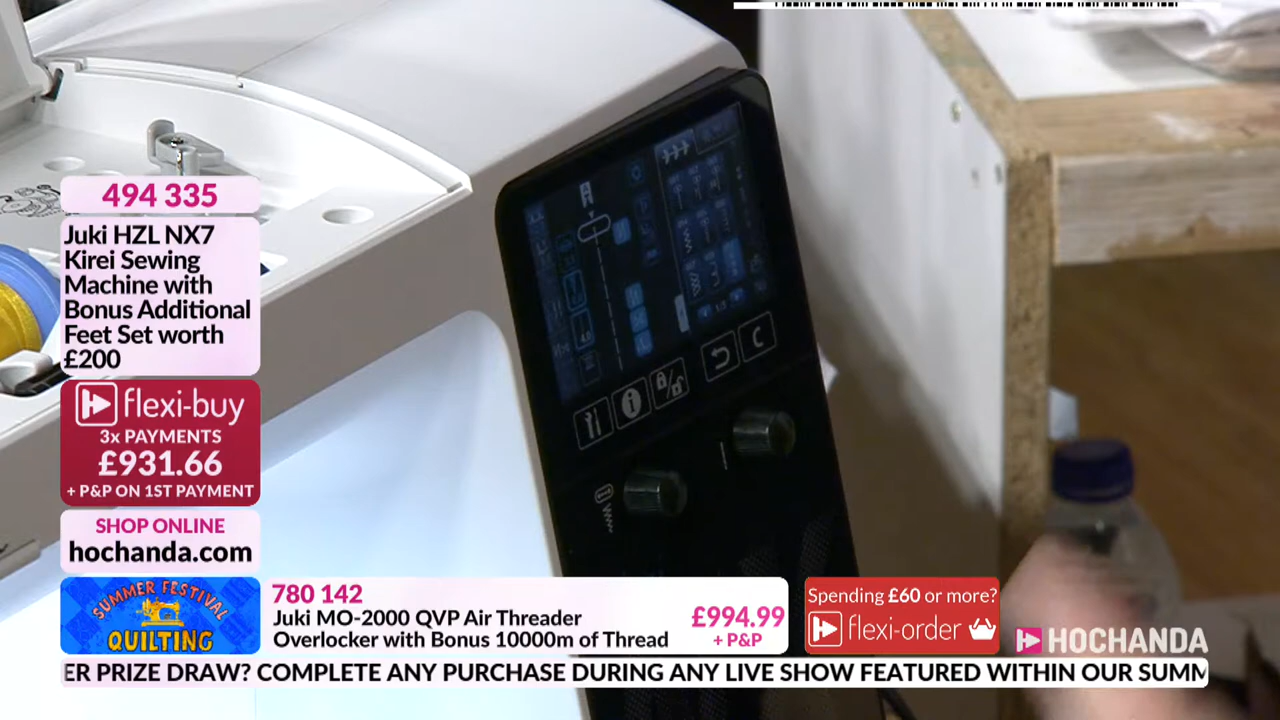 494 335
Juki HZL NX7
Kirei Sewing
Machine with
Bonus Additional
Feet Set worth
£200
flexi-buy
3x PAYMENTS
£931.66
+ P&P ON 1ST PAYMENT
SHOP ONLINE
hochanda.com
SUMMER FESTIVAL
QUILTING
780 142
Juki MO-2000 QVP Air Threader
Overlocker with Bonus 10000m of Thread
£994.99
+ P&P
Spending £60 or more?
flexi-order
HOCHANDA
ER PRIZE DRAW? COMPLETE ANY PURCHASE DURING ANY LIVE SHOW FEATURED WITHIN OUR SUMM